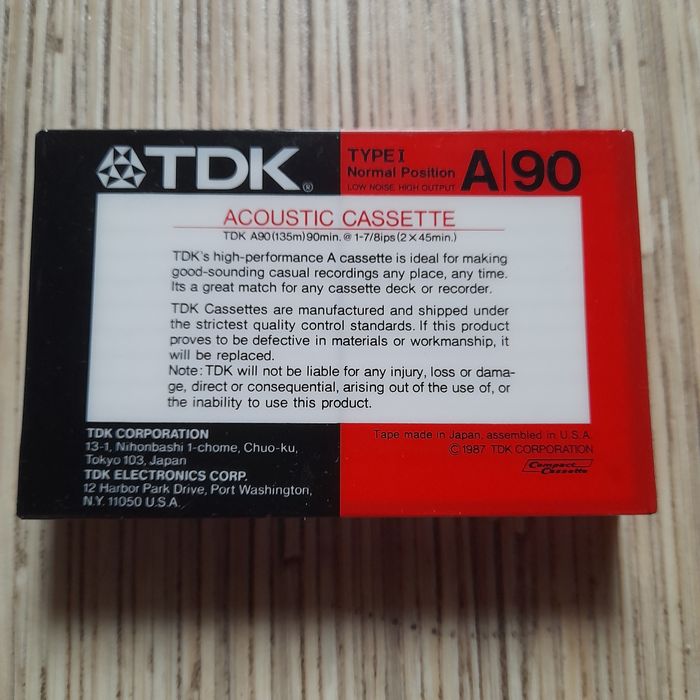 TDK®
TYPE I
Normal Position
LOW NOISE HIGH OUTPUT
A|90
ACOUSTIC CASSETTE
TDK A90(135m)90min. @ 1-7/8ips(2×45min.)
TDK's high-performance A cassette is ideal for making
good-sounding casual recordings any place, any time.
Its a great match for any cassette deck or recorder.
TDK Cassettes are manufactured and shipped under
the strictest quality control standards. If this product
proves to be defective in materials or workmanship, it
will be replaced.
Note: TDK will not be liable for any injury, loss or dama-
ge, direct or consequential, arising out of the use of, or
the inability to use this product.
TDK CORPORATION
13-1, Nihonbashi 1-chome, Chuo-ku,
Tokyo 103, Japan
TDK ELECTRONICS CORP.
12 Harbor Park Drive, Port Washington,
N.Y. 11050 U.S.A.
Tape made in Japan, assembled in U.S.A.
©1987 TDK CORPORATION
Compact
Cassette